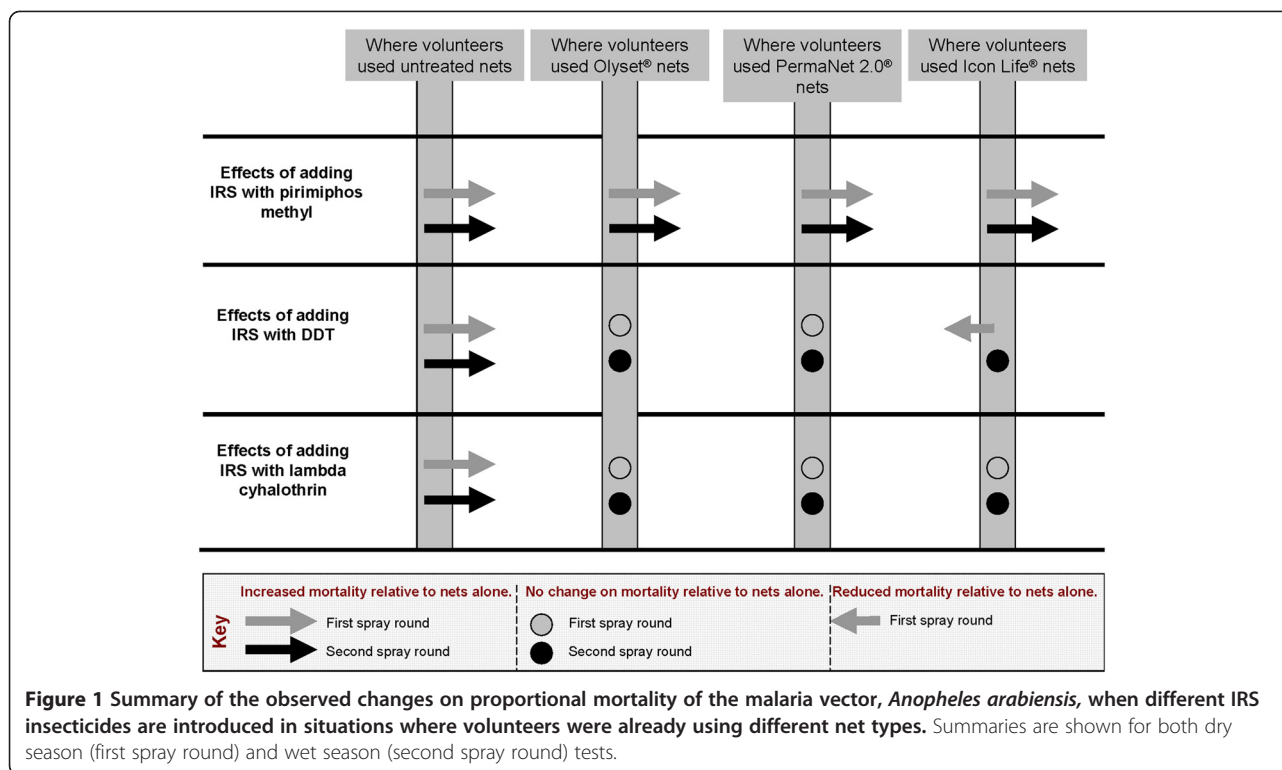 Where volunteers
used untreated nets
Where volunteers
used Olyset® nets
Where volunteers
used PermaNet 2.0®
nets
Where volunteers
used Icon Life® nets
Effects of adding
IRS with pirimiphos
methyl
Effects of adding
IRS with DDT
Effects of adding
IRS with lambda
cyhalothrin
Key
Increased mortality relative to nets alone.
First spray round
Second spray round
No change on mortality relative to nets alone.
First spray round
Second spray round
Reduced mortality relative to nets alone.
First spray round
Figure 1 Summary of the observed changes on proportional mortality of the malaria vector, Anopheles arabiensis, when different IRS
insecticides are introduced in situations where volunteers were already using different net types. Summaries are shown for both dry
season (first spray round) and wet season (second spray round) tests.